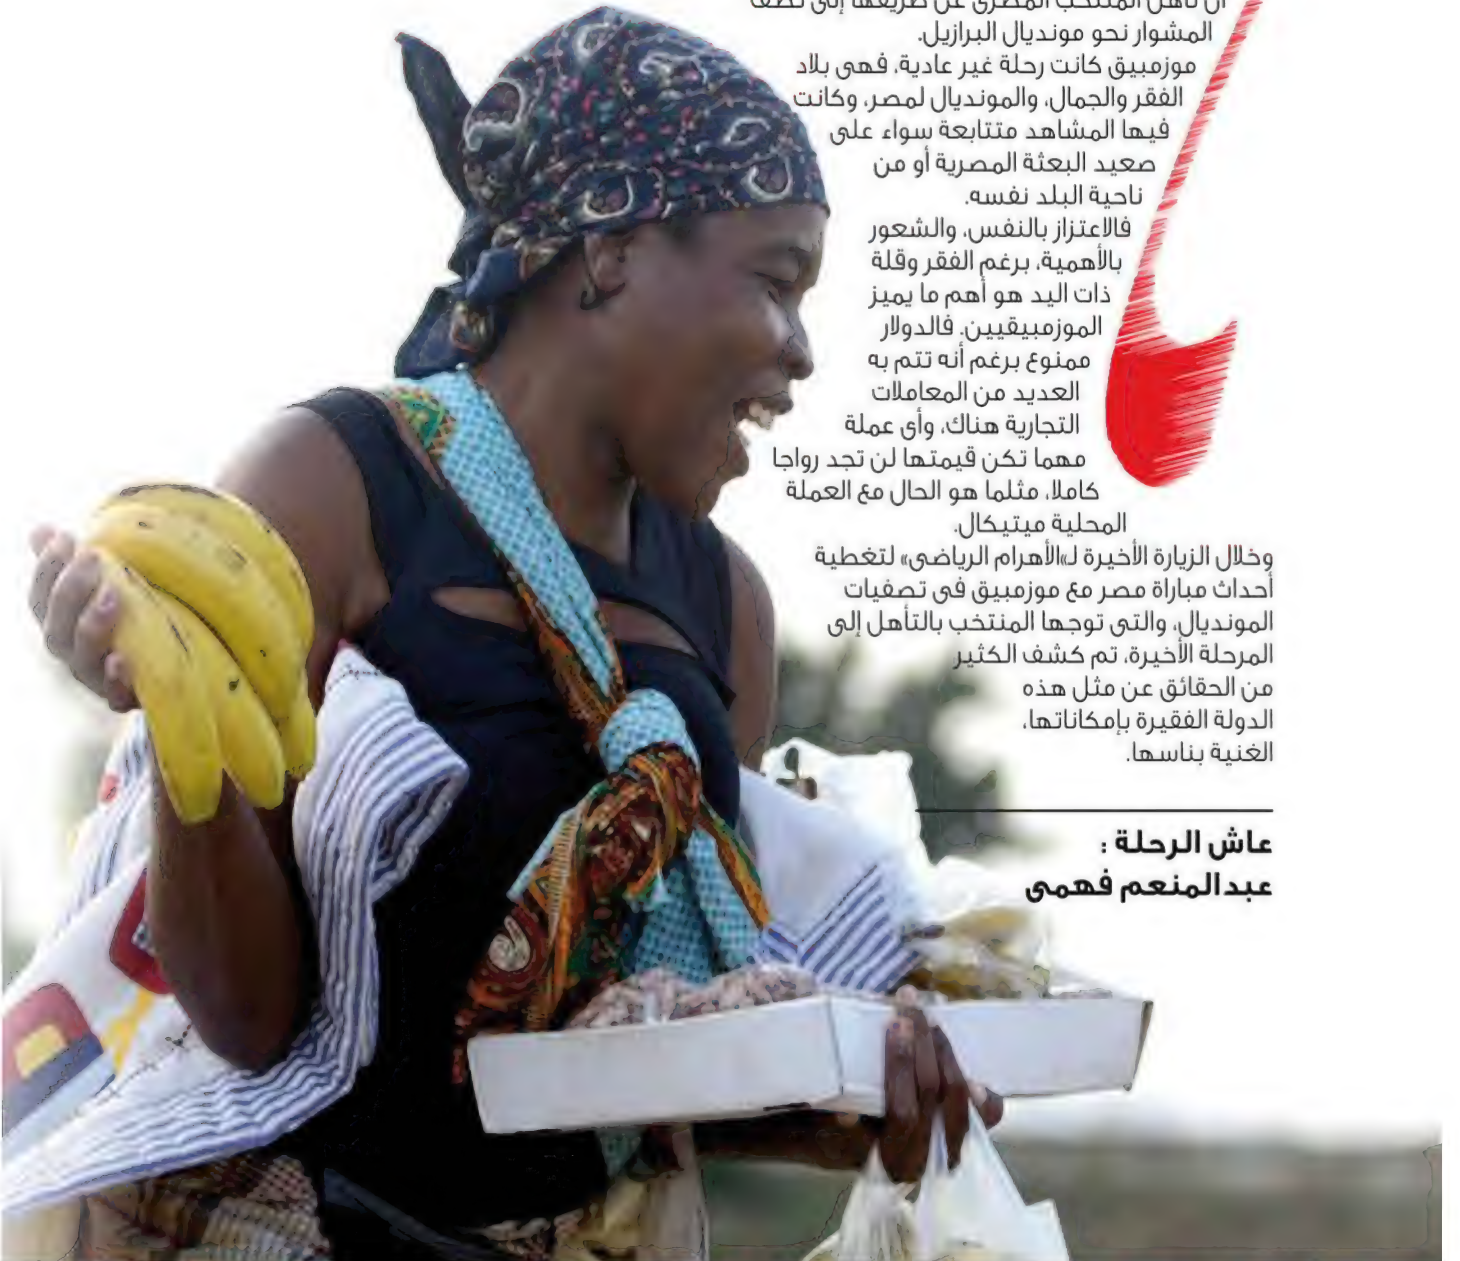 المشوار نحو مونديال البرازيل.
موزمبيق كانت رحلة غير عادية، فهى بلاد
الفقر والجمال، والمونديال لمصر، وكانت
فيها المشاهد متتابعة سواء على
صعيد البعثة المصرية أو من
ناحية البلد نفسه.
فالاعتزاز بالنفس، والشعور
بالأهمية، برغم الفقر وقلة
ذات اليد هو أهم ما يميز
الموزمبيقيين. فالدولار
ممنوع برغم أنه تتم به
العديد من المعاملات
التجارية هناك، وأى عملة
مهما تكن قيمتها لن تجد رواجا
كاملا، مثلما هو الحال مع العملة
المحلية ميتيكال.
وخلال الزيارة الأخيرة لـ«الأهرام الرياضى» لتغطية
أحداث مباراة مصر مع موزمبيق فى تصفيات
المونديال، والتى توجها المنتخب بالتأهل إلى
المرحلة الأخيرة، تم كشف الكثير
من الحقائق عن مثل هذه
الدولة الفقيرة بإمكاناتها،
الغنية بناسها.
عاش الرحلة :
عبدالمنعم فهمى